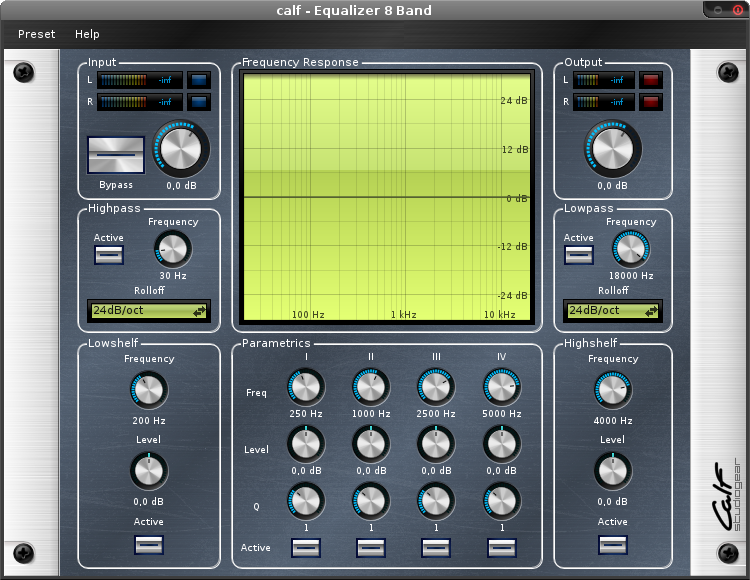 calf - Equalizer 8 Band
Preset Help
Input
L -inf
R -inf
Bypass
0,0 dB
Frequency Response
24 dB
12 dB
0 dB
-12 dB
-24 dB
100 Hz 1 kHz 10 kHz
Output
L -inf
R -inf
0,0 dB
Highpass
Frequency
Active
30 Hz
Rolloff
24dB/oct
Lowpass
Frequency
Active
18000 Hz
Rolloff
24dB/oct
Lowshelf
Frequency
200 Hz
Level
0,0 dB
Active
Parametrics
I II III IV
Freq
250 Hz 1000 Hz 2500 Hz 5000 Hz
Level
0,0 dB 0,0 dB 0,0 dB 0,0 dB
Q
1 1 1 1
Active
Highshelf
Frequency
4000 Hz
Level
0,0 dB
Active
Calf
studiogear